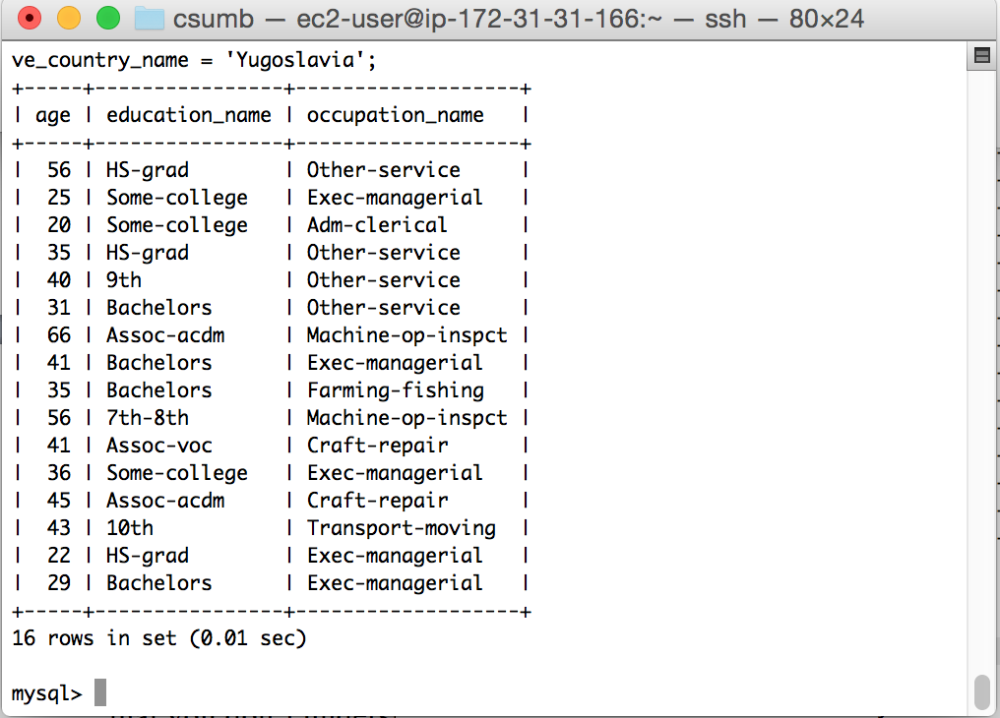 csumb — ec2-user@ip-172-31-31-166:~ — ssh — 80×24
ve_country_name = 'Yugoslavia';
+-----+----------------+-------------------+
| age | education_name | occupation_name   |
+-----+----------------+-------------------+
|  56 | HS-grad        | Other-service     |
|  25 | Some-college   | Exec-managerial   |
|  20 | Some-college   | Adm-clerical      |
|  35 | HS-grad        | Other-service     |
|  40 | 9th            | Other-service     |
|  31 | Bachelors      | Other-service     |
|  66 | Assoc-acdm     | Machine-op-inspct |
|  41 | Bachelors      | Exec-managerial   |
|  35 | Bachelors      | Farming-fishing   |
|  56 | 7th-8th        | Machine-op-inspct |
|  41 | Assoc-voc      | Craft-repair      |
|  36 | Some-college   | Exec-managerial   |
|  45 | Assoc-acdm     | Craft-repair      |
|  43 | 10th           | Transport-moving  |
|  22 | HS-grad        | Exec-managerial   |
|  29 | Bachelors      | Exec-managerial   |
+-----+----------------+-------------------+
16 rows in set (0.01 sec)
mysql>